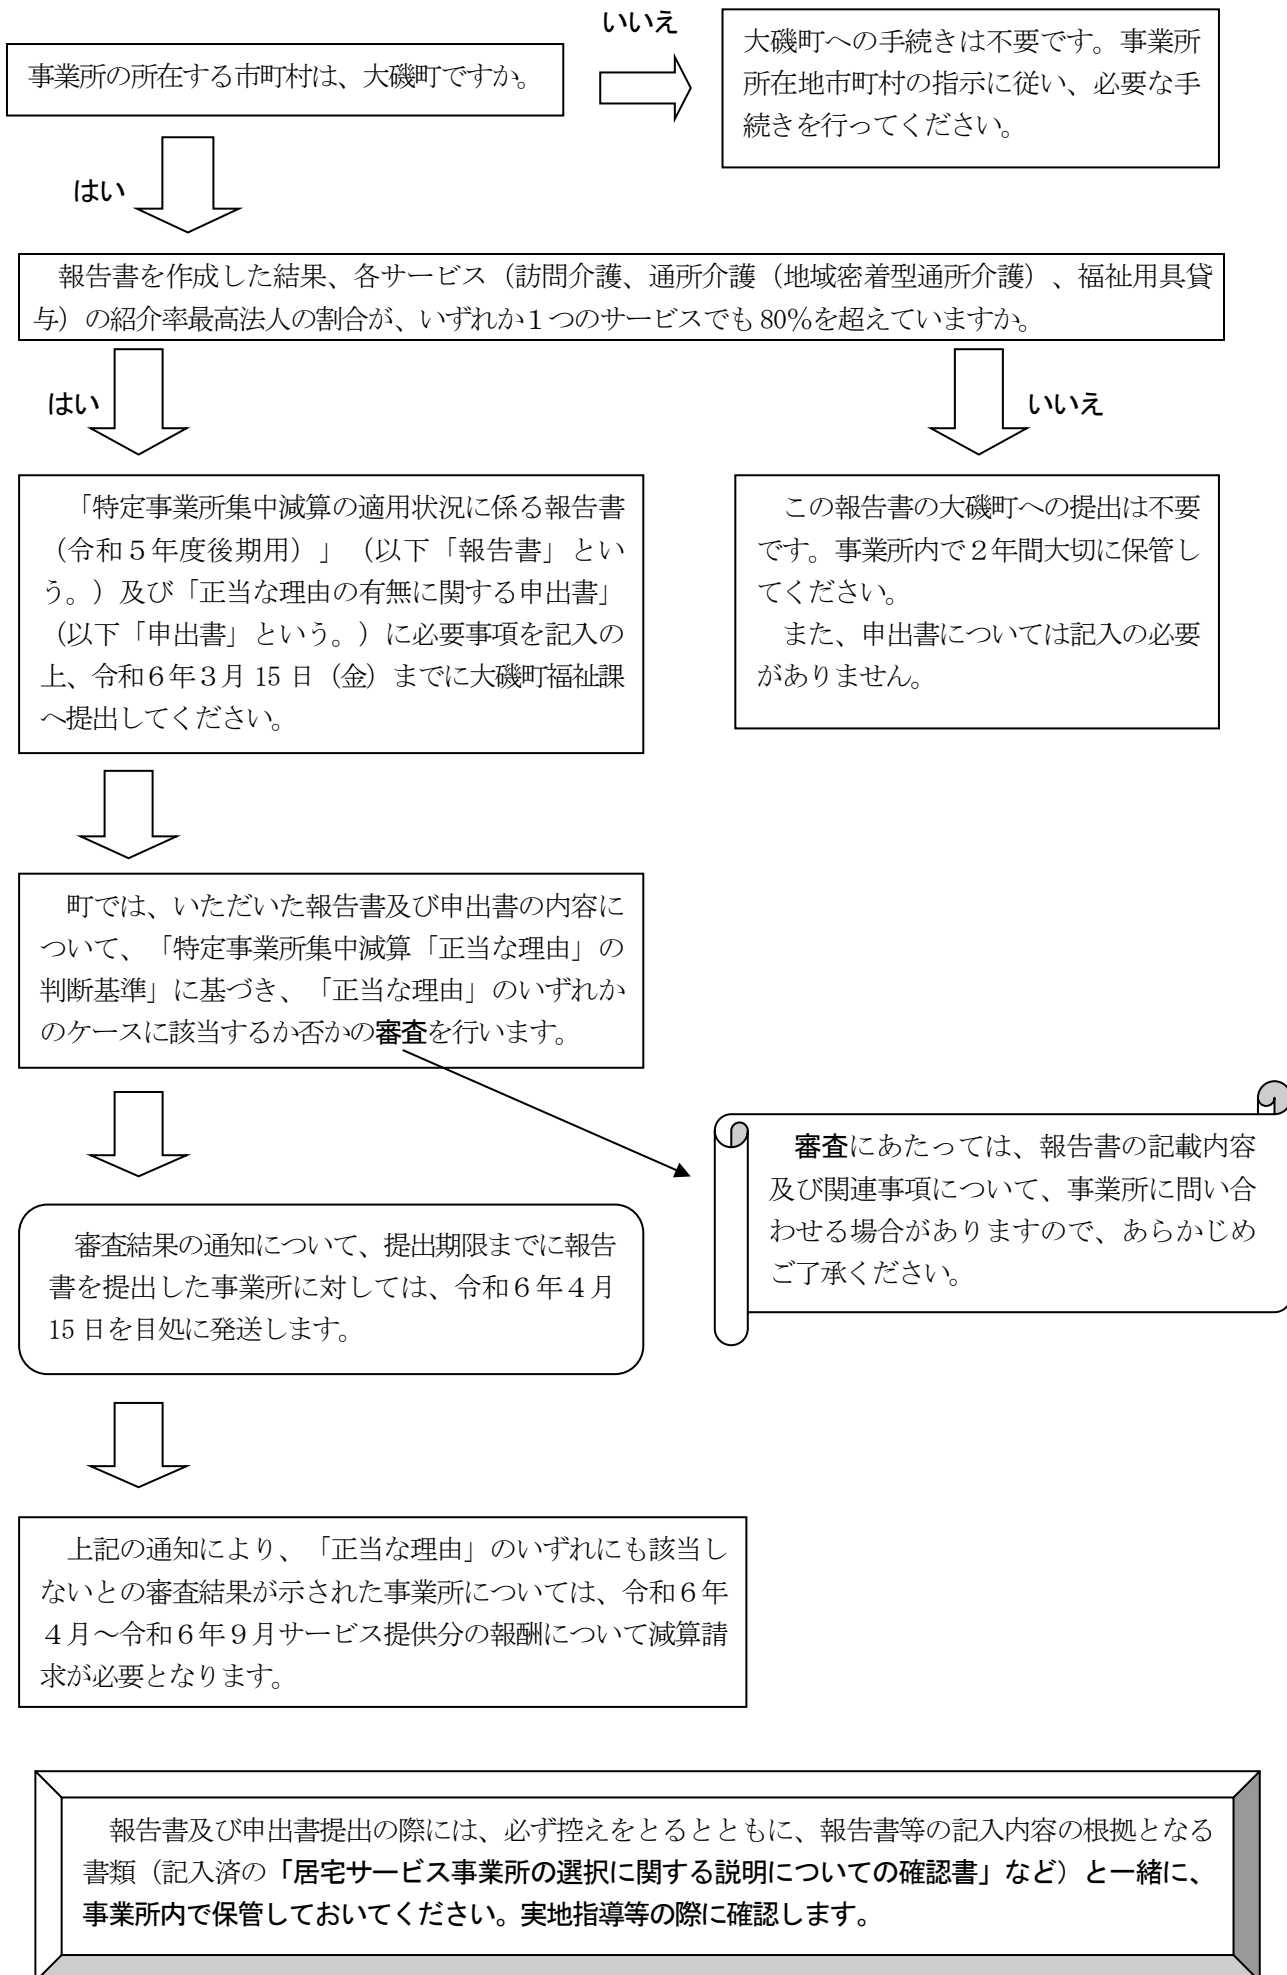 いいえ
事業所の所在する市町村は、大磯町ですか。
大磯町への手続きは不要です。事業所
所在地市町村の指示に従い、必要な手
続きを行ってください。
はい
報告書を作成した結果、各サービス（訪問介護、通所介護（地域密着型通所介護）、福祉用具貸
与）の紹介率最高法人の割合が、いずれか１つのサービスでも 80％を超えていますか。
はい
いいえ
「特定事業所集中減算の適用状況に係る報告書
（令和５年度後期用）」（以下「報告書」とい
う。）及び「正当な理由の有無に関する申出書」
（以下「申出書」という。）に必要事項を記入の
上、令和６年３月 15 日（金）までに大磯町福祉課
へ提出してください。
この報告書の大磯町への提出は不要
です。事業所内で２年間大切に保管し
てください。
また、申出書については記入の必要
がありません。
町では、いただいた報告書及び申出書の内容に
ついて、「特定事業所集中減算「正当な理由」の
判断基準」に基づき、「正当な理由」のいずれか
のケースに該当するか否かの審査を行います。
審査にあたっては、報告書の記載内容
及び関連事項について、事業所に問い合
わせる場合がありますので、あらかじめ
ご了承ください。
審査結果の通知について、提出期限までに報告
書を提出した事業所に対しては、令和６年４月
15 日を目処に発送します。
上記の通知により、「正当な理由」のいずれにも該当し
ないとの審査結果が示された事業所については、令和６年
４月～令和６年９月サービス提供分の報酬について減算請
求が必要となります。
報告書及び申出書提出の際には、必ず控えをとるとともに、報告書等の記入内容の根拠となる
書類（記入済の「居宅サービス事業所の選択に関する説明についての確認書」など）と一緒に、
事業所内で保管しておいてください。実地指導等の際に確認します。